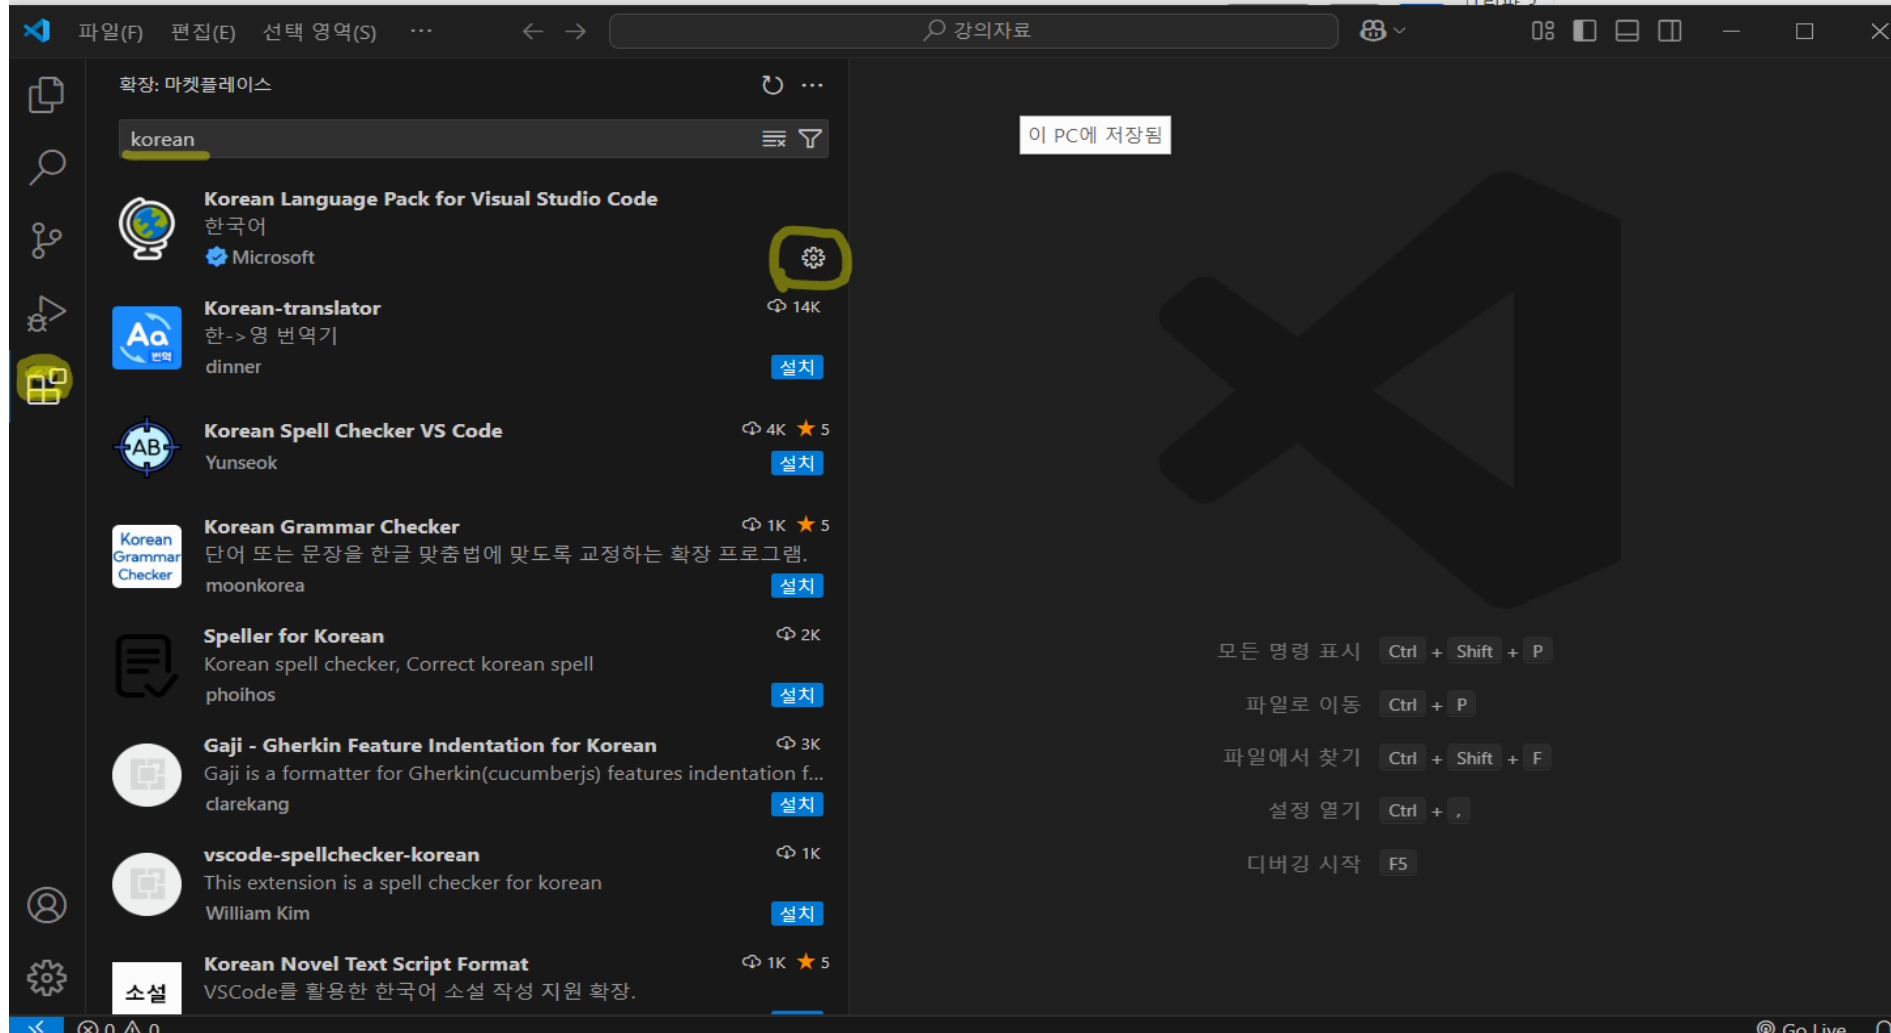 파일(F) 편집(E) 선택 영역(S) ··· 강의자료
확장: 마켓플레이스
korean
이 PC에 저장됨
Korean Language Pack for Visual Studio Code
한국어
Microsoft
Korean-translator 14K
한->영 번역기
dinner 설치
Aa
번역
Korean Spell Checker VS Code 4K ★ 5
Yunseok 설치
AB
Korean Grammar Checker 1K ★ 5
단어 또는 문장을 한글 맞춤법에 맞도록 교정하는 확장 프로그램.
moonkorea 설치
Korean
Grammar
Checker
Speller for Korean 2K
Korean spell checker, Correct korean spell
phoihos 설치
Gaji - Gherkin Feature Indentation for Korean 3K
Gaji is a formatter for Gherkin(cucumberjs) features indentation f...
clarekang 설치
vscode-spellchecker-korean 1K
This extension is a spell checker for korean
William Kim 설치
Korean Novel Text Script Format 1K ★ 5
VSCode를 활용한 한국어 소설 작성 지원 확장.
소설
모든 명령 표시 Ctrl + Shift + P
파일로 이동 Ctrl + P
파일에서 찾기 Ctrl + Shift + F
설정 열기 Ctrl + ,
디버깅 시작 F5
0 0
Go Live